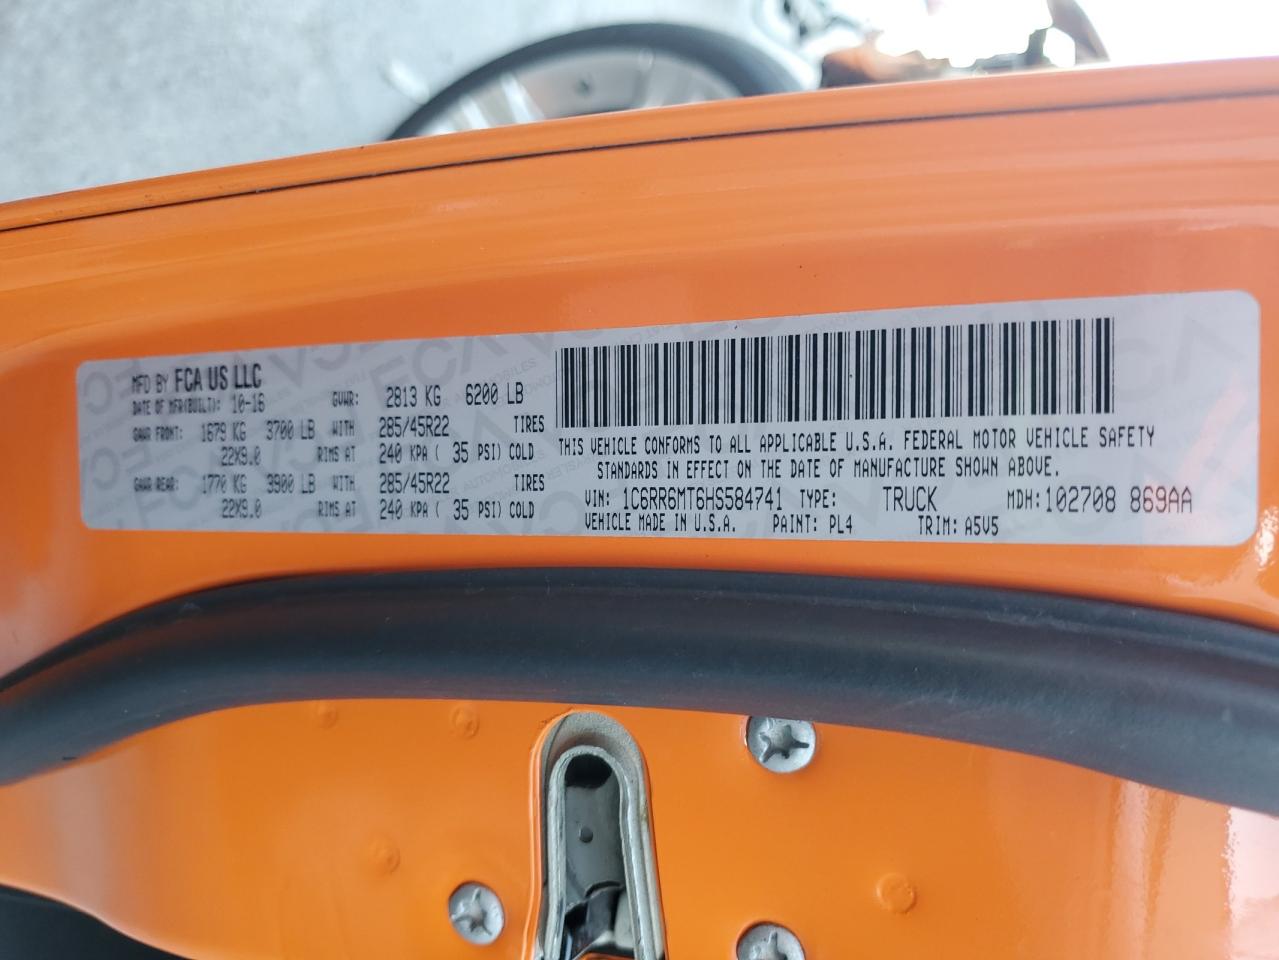 MFD BY FCA US LLC
DATE OF MFR(BUILT): 10-16 GVWR: 2813 KG 6200 LB
GAWR FRONT: 1679 KG 3700 LB WITH 285/45R22 TIRES
22X9.0 RIMS AT 240 KPA ( 35 PSI) COLD
GAWR REAR: 1770 KG 3900 LB WITH 285/45R22 TIRES
22X9.0 RIMS AT 240 KPA ( 35 PSI) COLD
THIS VEHICLE CONFORMS TO ALL APPLICABLE U.S.A. FEDERAL MOTOR VEHICLE SAFETY
STANDARDS IN EFFECT ON THE DATE OF MANUFACTURE SHOWN ABOVE.
VIN: 1C6RR6MT6HS584741 TYPE: TRUCK MDH:102708 869AA
VEHICLE MADE IN U.S.A. PAINT: PL4 TRIM: A5V5